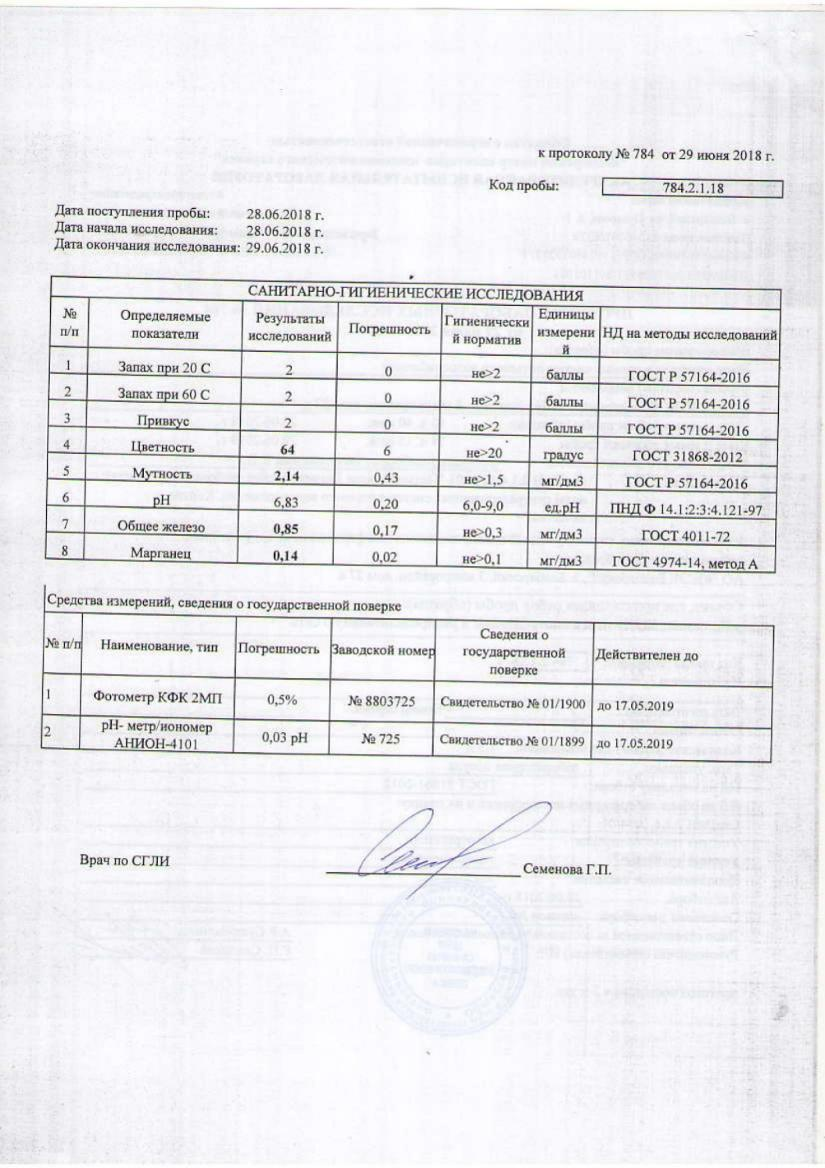 к протоколу № 784 от 29 июня 2018 г.
Код пробы: 784.2.1.18
Дата поступления пробы: 28.06.2018 г.
Дата начала исследования: 28.06.2018 г.
Дата окончания исследования: 29.06.2018 г.
САНИТАРНО-ГИГИЕНИЧЕСКИЕ ИССЛЕДОВАНИЯ
№ п/п Определяемые показатели Результаты исследований Погрешность Гигиенически й норматив Единицы измерени й НД на методы исследований
1 Запах при 20 С 2 0 не>2 баллы ГОСТ Р 57164-2016
2 Запах при 60 С 2 0 не>2 баллы ГОСТ Р 57164-2016
3 Привкус 2 0 не>2 баллы ГОСТ Р 57164-2016
4 Цветность 64 6 не>20 градус ГОСТ 31868-2012
5 Мутность 2,14 0,43 не>1,5 мг/дм3 ГОСТ Р 57164-2016
6 pH 6,83 0,20 6,0-9,0 ед.pH ПНД Ф 14.1:2:3:4.121-97
7 Общее железо 0,85 0,17 не>0,3 мг/дм3 ГОСТ 4011-72
8 Марганец 0,14 0,02 не>0,1 мг/дм3 ГОСТ 4974-14, метод А
Средства измерений, сведения о государственной поверке
№ п/п Наименование, тип Погрешность Заводской номер Сведения о государственной поверке Действителен до
1 Фотометр КФК 2МП 0,5% № 8803725 Свидетельство № 01/1900 до 17.05.2019
2 pH- метр/иономер АНИОН-4101 0,03 pH № 725 Свидетельство № 01/1899 до 17.05.2019
Врач по СГЛИ Семенова Г.П.